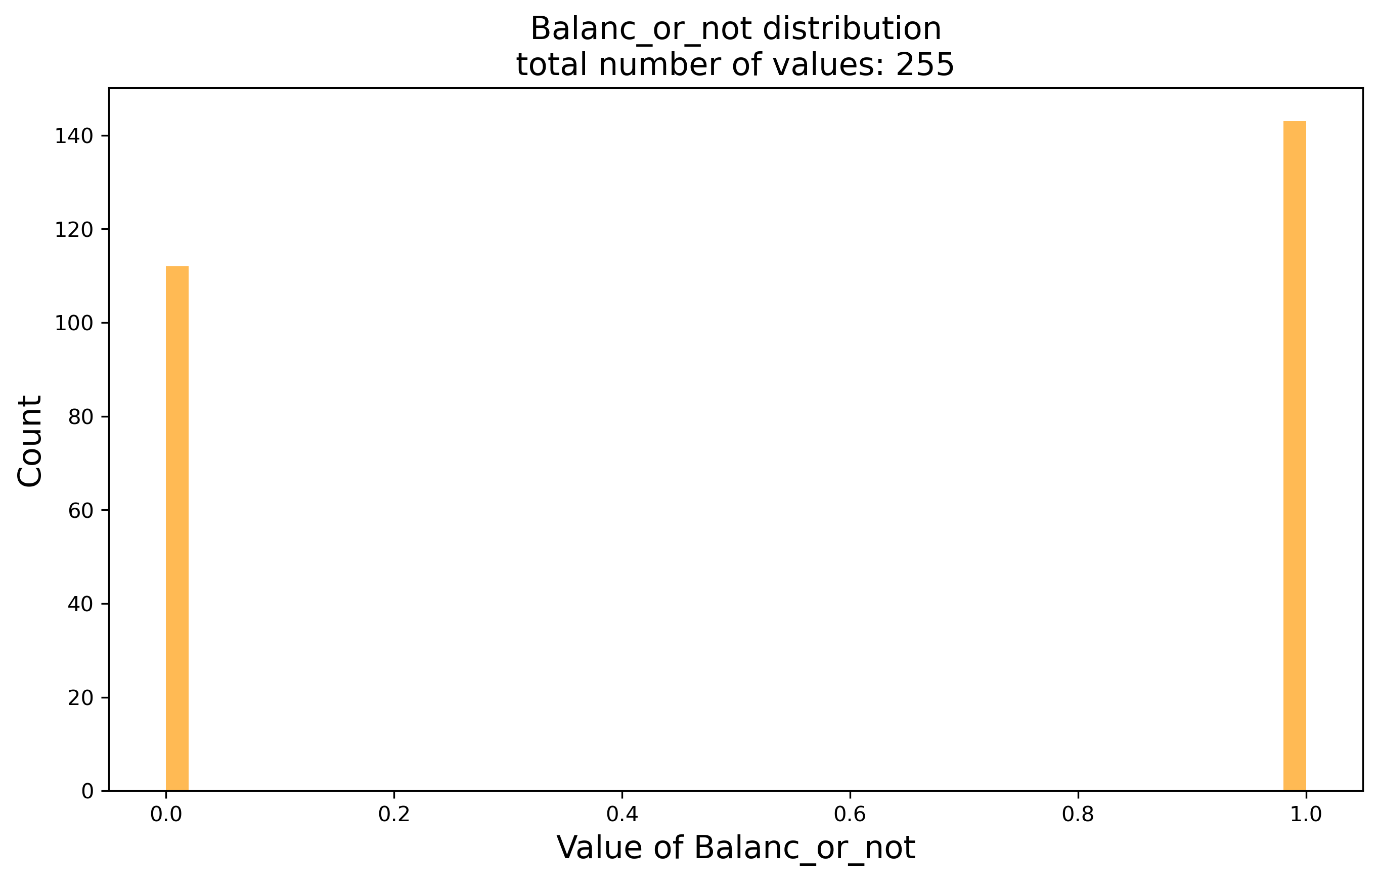 Balanc_or_not distribution
total number of values: 255
140
120
100
80
60
40
20
0
Count
0.0 0.2 0.4 0.6 0.8 1.0
Value of Balanc_or_not